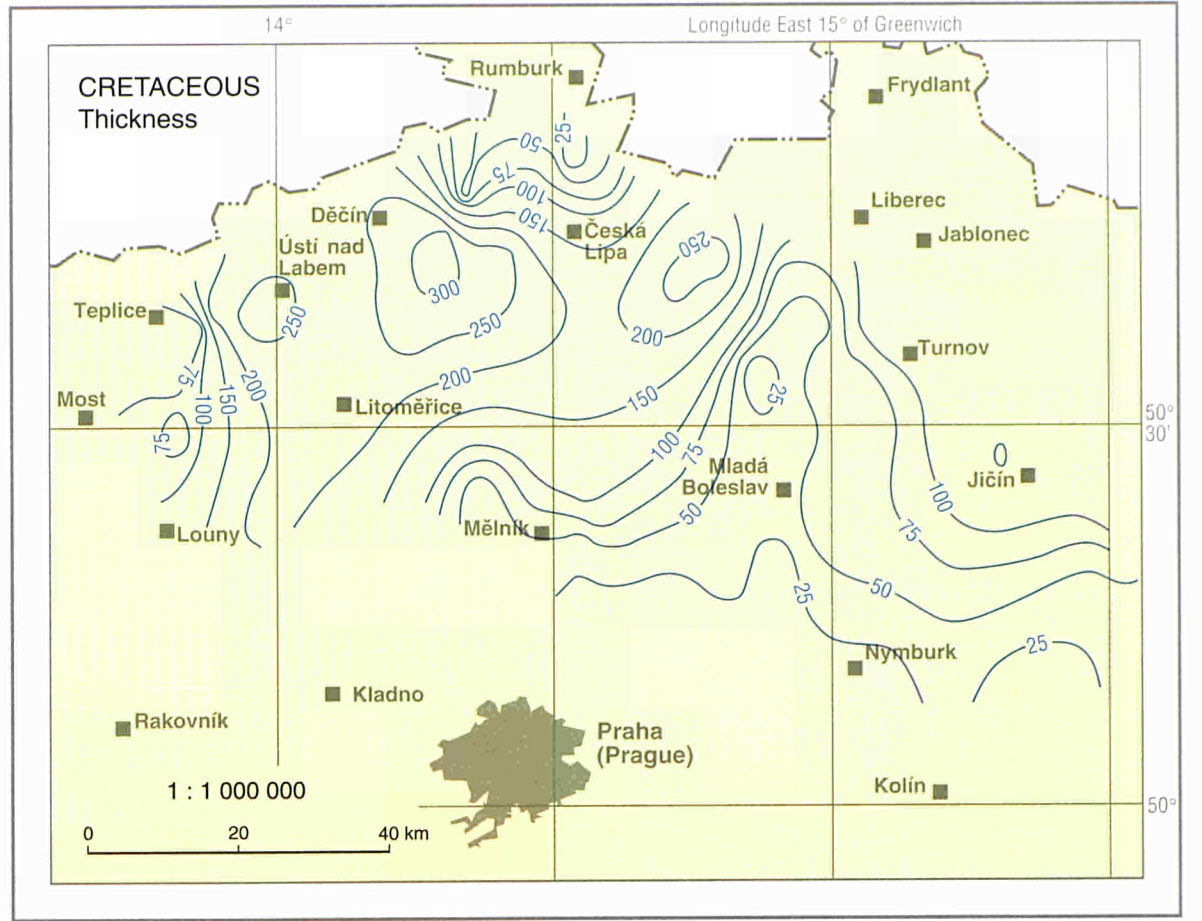 14°
Longitude East 15° of Greenwich
CRETACEOUS
Thickness
Rumburk
Frýdlant
25
50
75
100
150
Liberec
Děčín
Česká
Lípa
Jablonec
Ústí nad
Labem
250
300
250
Teplice
250
200
Turnov
75
100
150
200
200
25
Most
Litoměřice
150
50°
30'
75
100
75
Mladá
Boleslav
0
Jičín
100
Louny
Mělník
50
75
25
50
Nymburk
25
Kladno
Rakovník
Praha
(Prague)
1 : 1 000 000
Kolín
50°
0 20 40 km